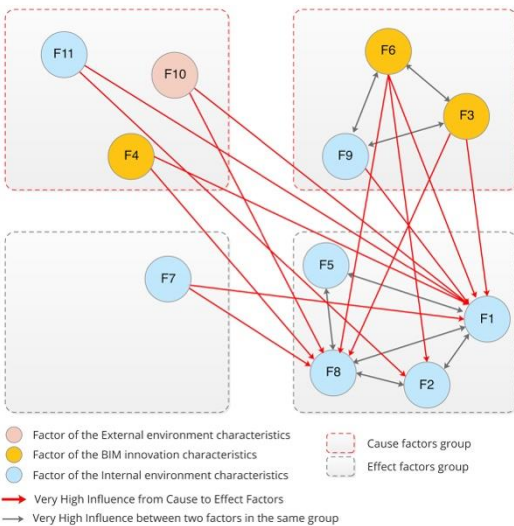 F11
F10
F4
F6
F3
F9
F7
F5
F1
F8
F2
Factor of the External environment characteristics
Factor of the BIM innovation characteristics
Factor of the Internal environment characteristics
Very High Influence from Cause to Effect Factors
Very High Influence between two factors in the same group
Cause factors group
Effect factors group